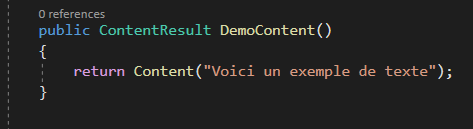 0 references
public ContentResult DemoContent()
{
return Content("Voici un exemple de texte");
}